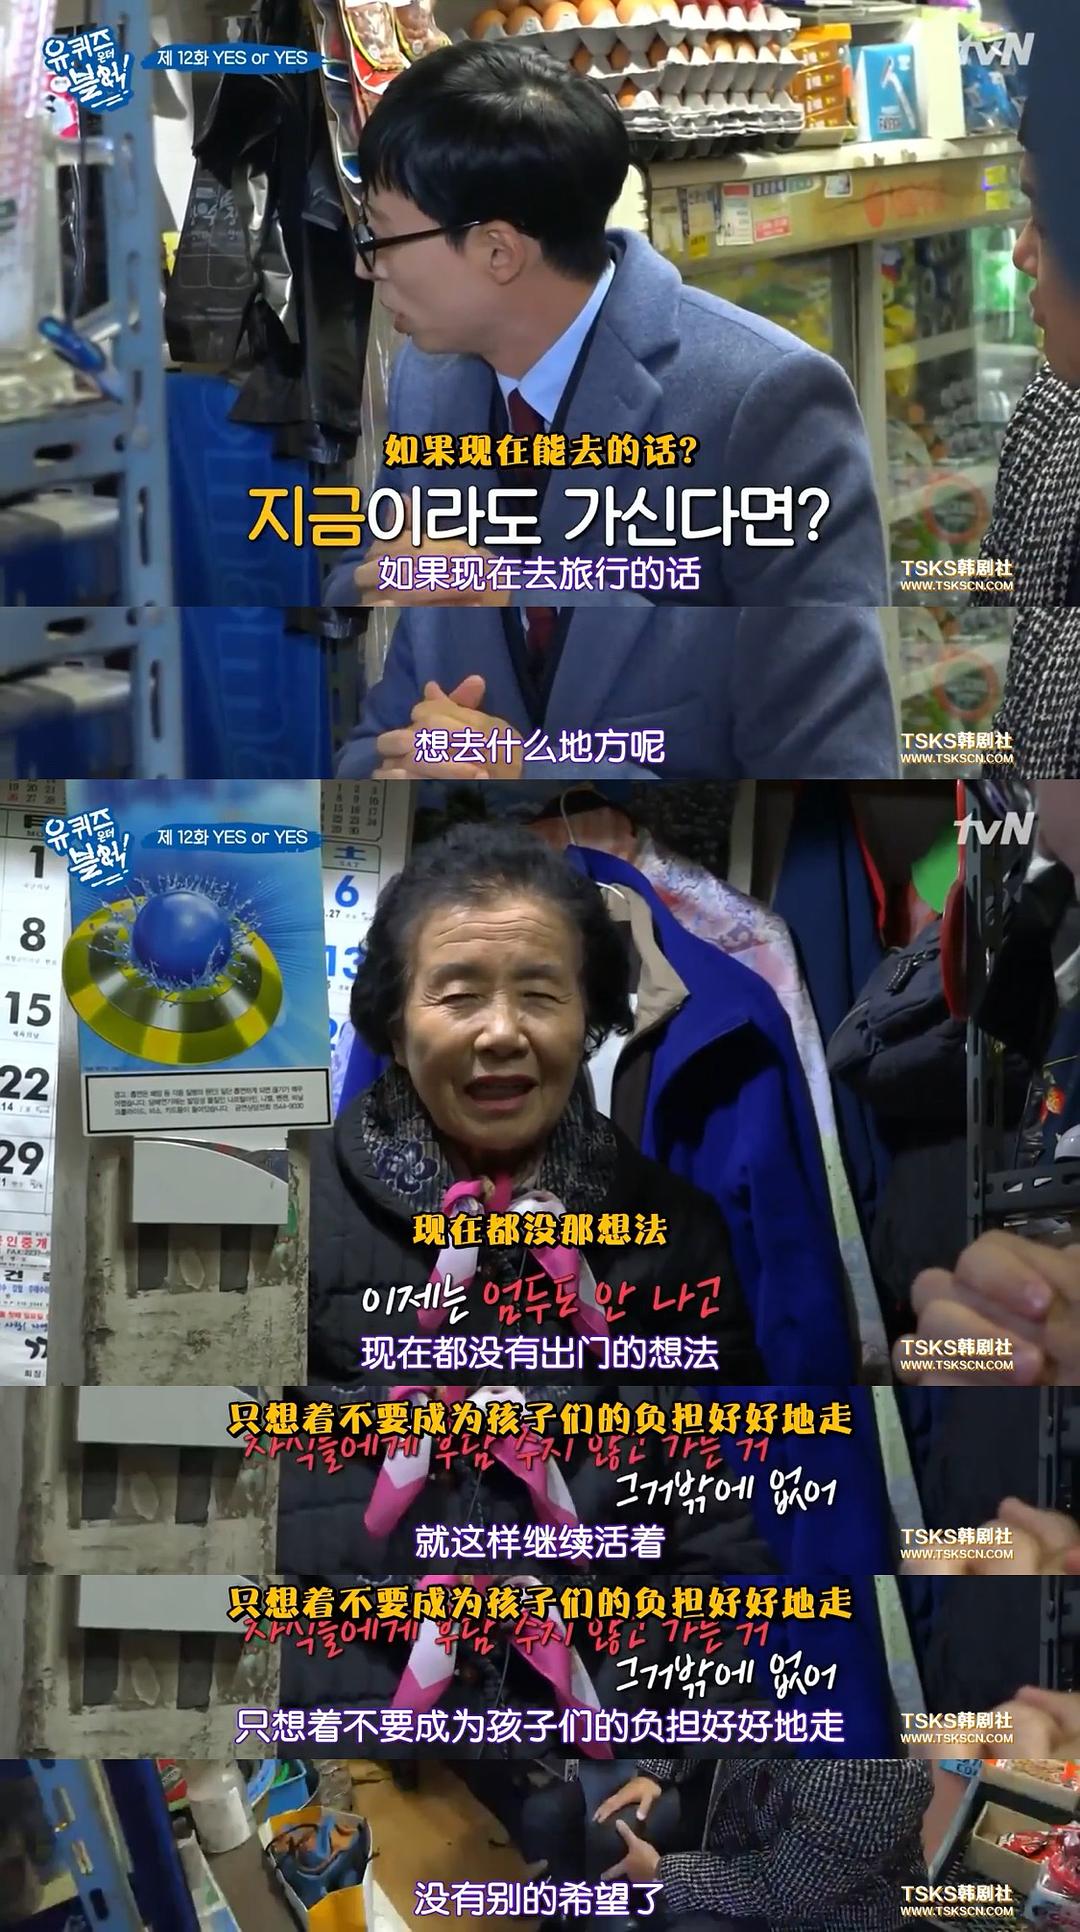 유퀴즈
온더
블럭!
제 12화 YES or YES
tvN
如果现在能去的话?
지금이라도 가신다면?
如果现在去旅行的话
TSKS韩剧社
WWW.TSKSCN.COM
想去什么地方呢
TSKS韩剧社
WWW.TSKSCN.COM
유퀴즈
온더
블럭!
제 12화 YES or YES
tvN
1
8
15
22
29
土
SAT
6
13
现在都没那想法
이제는 엄두도 안 나고
现在都没有出门的想法
TSKS韩剧社
WWW.TSKSCN.COM
只想着不要成为孩子们的负担好好地走
자식들에게 부담 주지 않고 가는 거
그거밖에 없어
就这样继续活着
TSKS韩剧社
WWW.TSKSCN.COM
只想着不要成为孩子们的负担好好地走
자식들에게 부담 주지 않고 가는 거
그거밖에 없어
只想着不要成为孩子们的负担好好地走
TSKS韩剧社
WWW.TSKSCN.COM
没有别的希望了
TSKS韩剧社
WWW.TSKSCN.COM